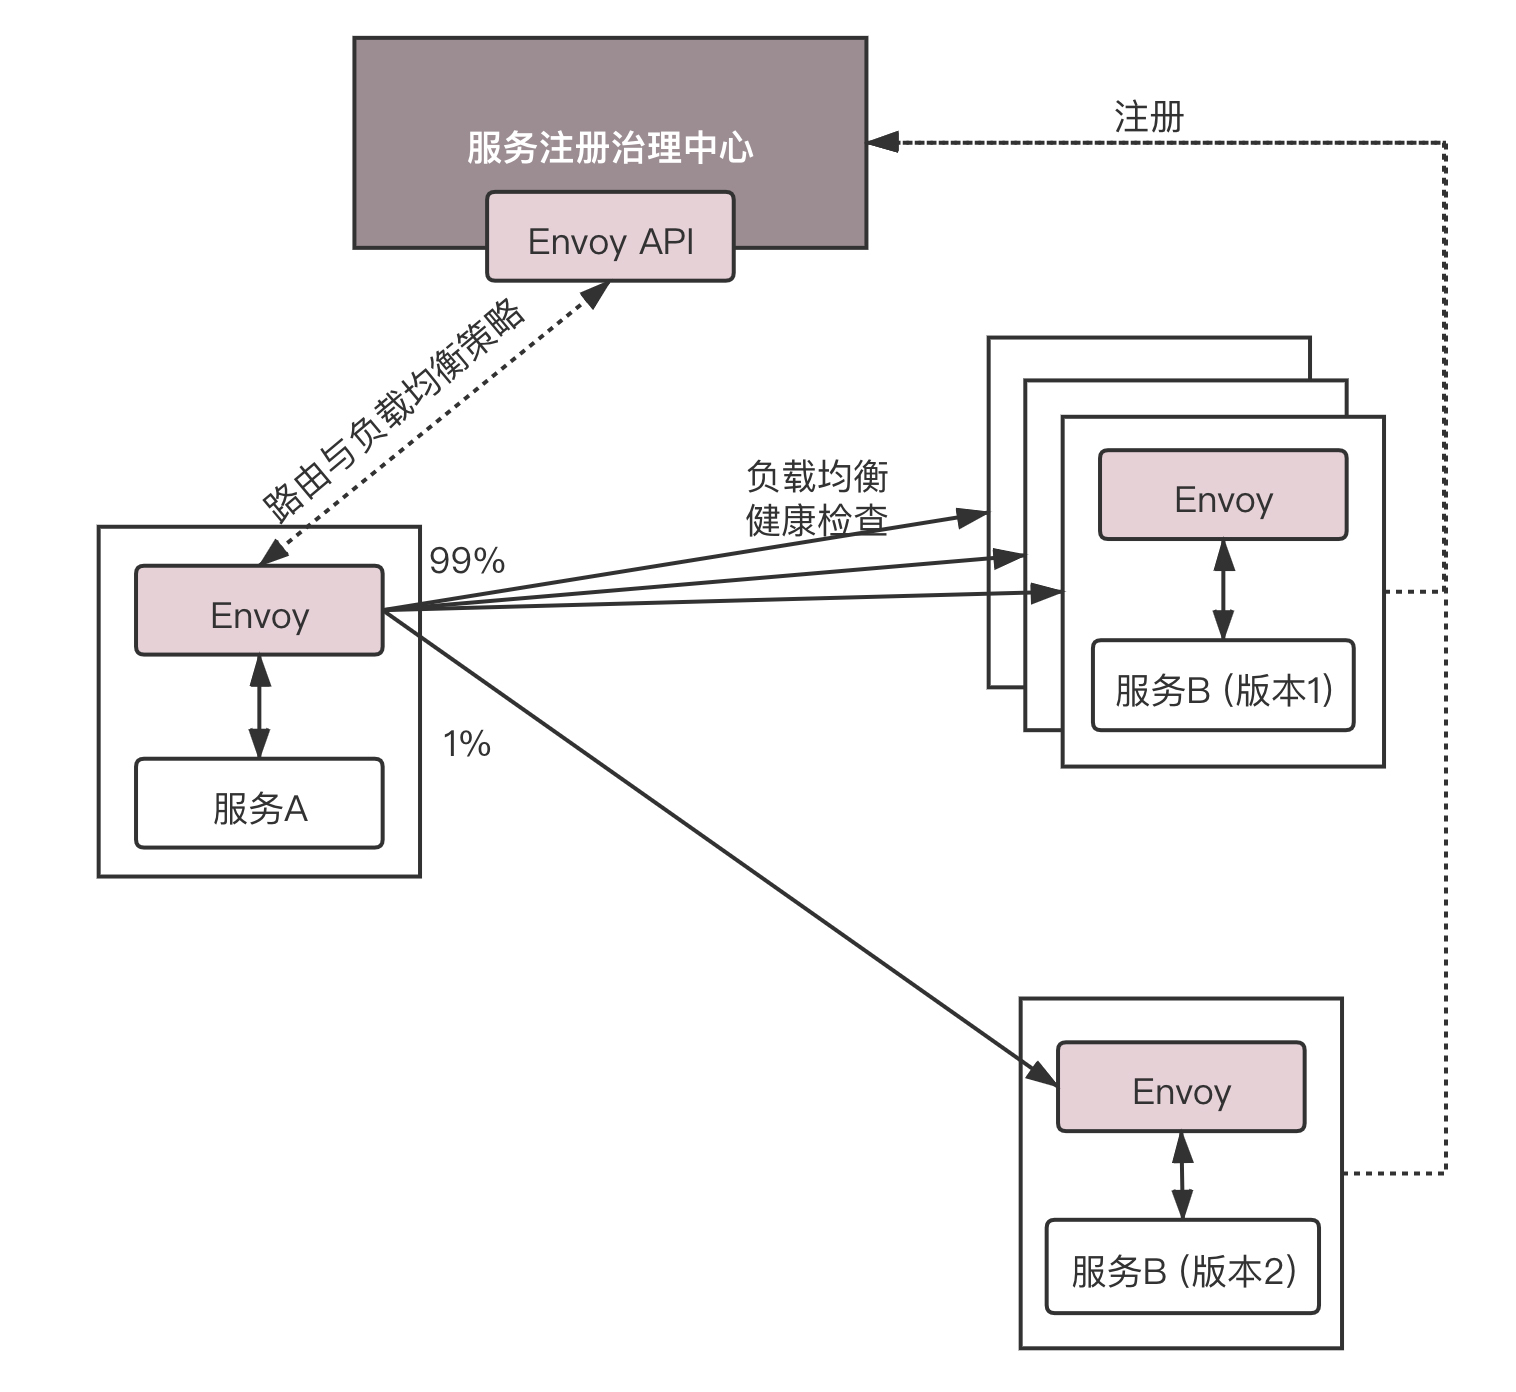 注册
服务注册治理中心
Envoy API
路由与负载均衡策略
负载均衡
健康检查
99%
Envoy
Envoy
服务B (版本1)
1%
服务A
Envoy
服务B (版本2)